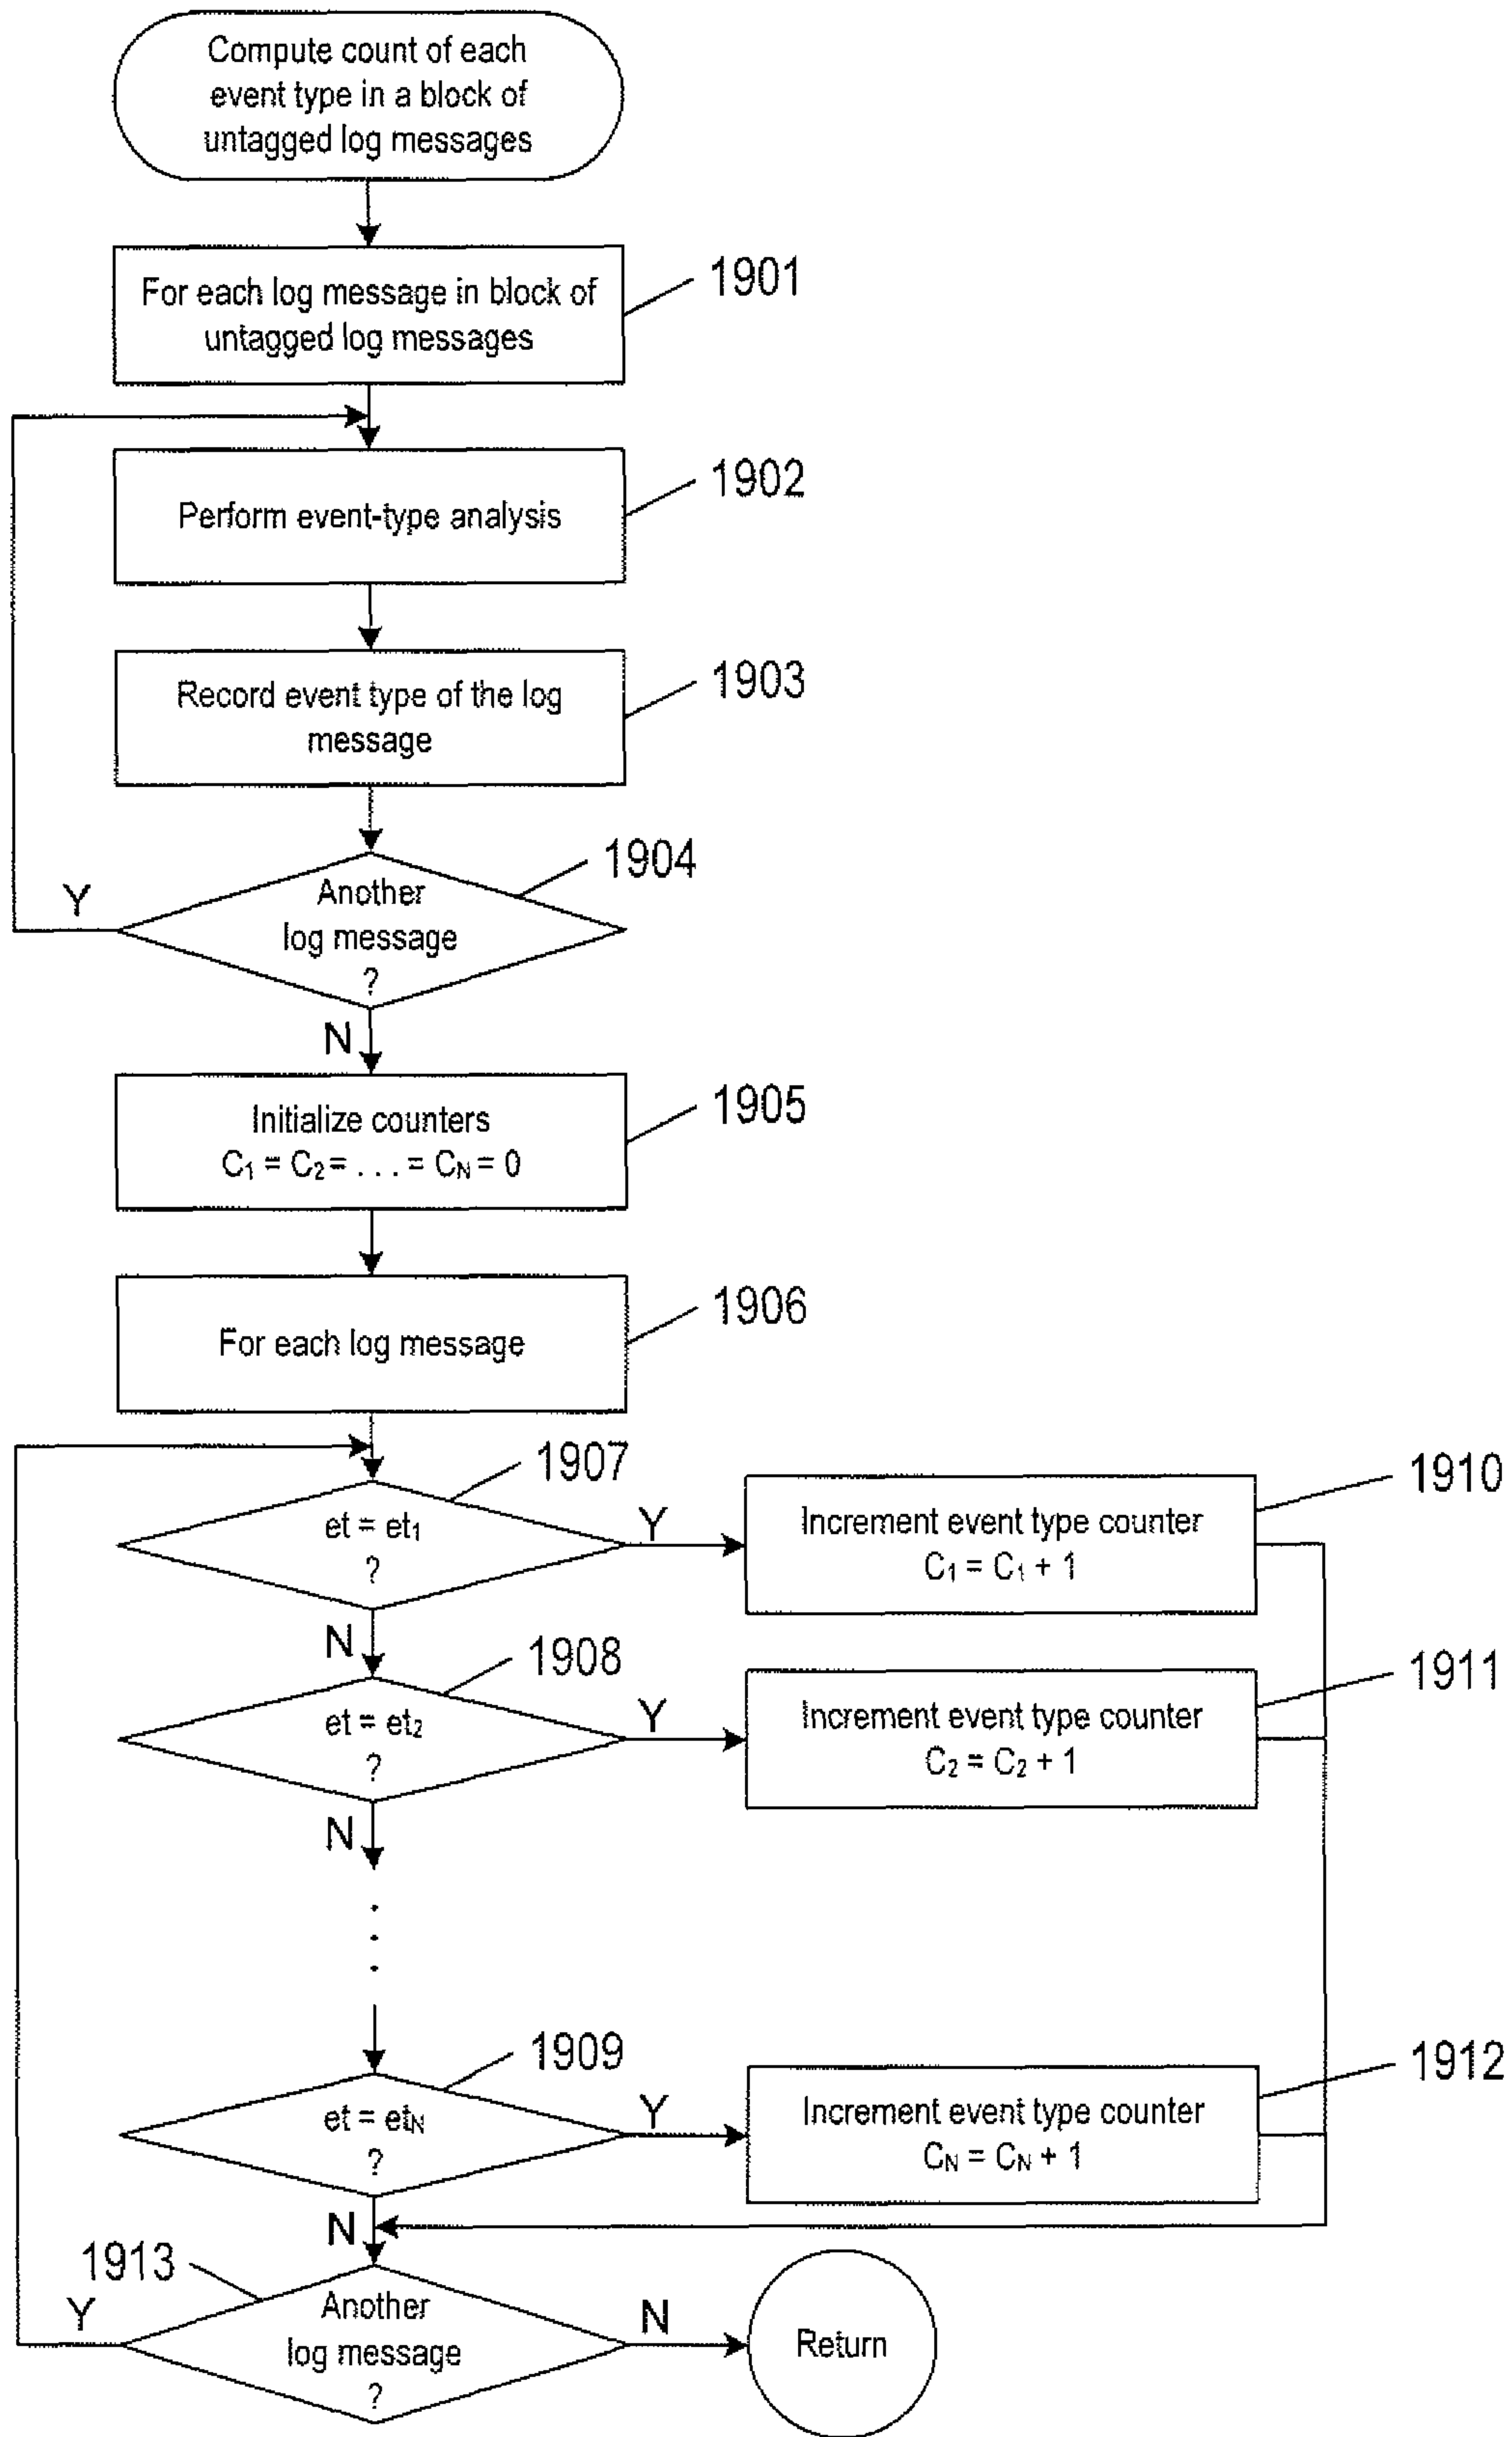 Compute count of each
event type in a block of
untagged log messages
1901
For each log message in block of
untagged log messages
1902
Perform event-type analysis
1903
Record event type of the log
message
1904
Another
log message
?
Y
N
1905
Initialize counters
C₁ = C₂ = . . . = C_N = 0
1906
For each log message
1907
et = et₁
?
Y
1910
Increment event type counter
C₁ = C₁ + 1
N
1908
et = et₂
?
Y
1911
Increment event type counter
C₂ = C₂ + 1
N
1909
et = et_N
?
Y
1912
Increment event type counter
C_N = C_N + 1
N
1913
Another
log message
?
Y
N
Return